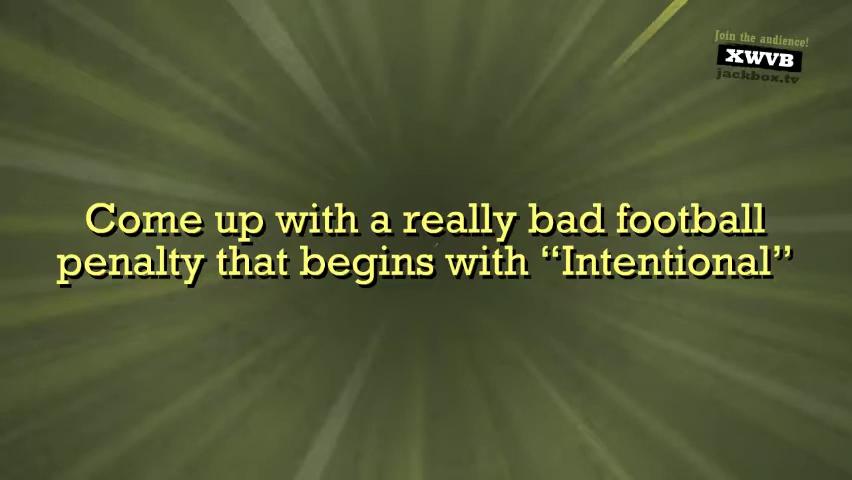 Join the audience!
XWVB
jackbox.tv
Come up with a really bad football
penalty that begins with “Intentional”